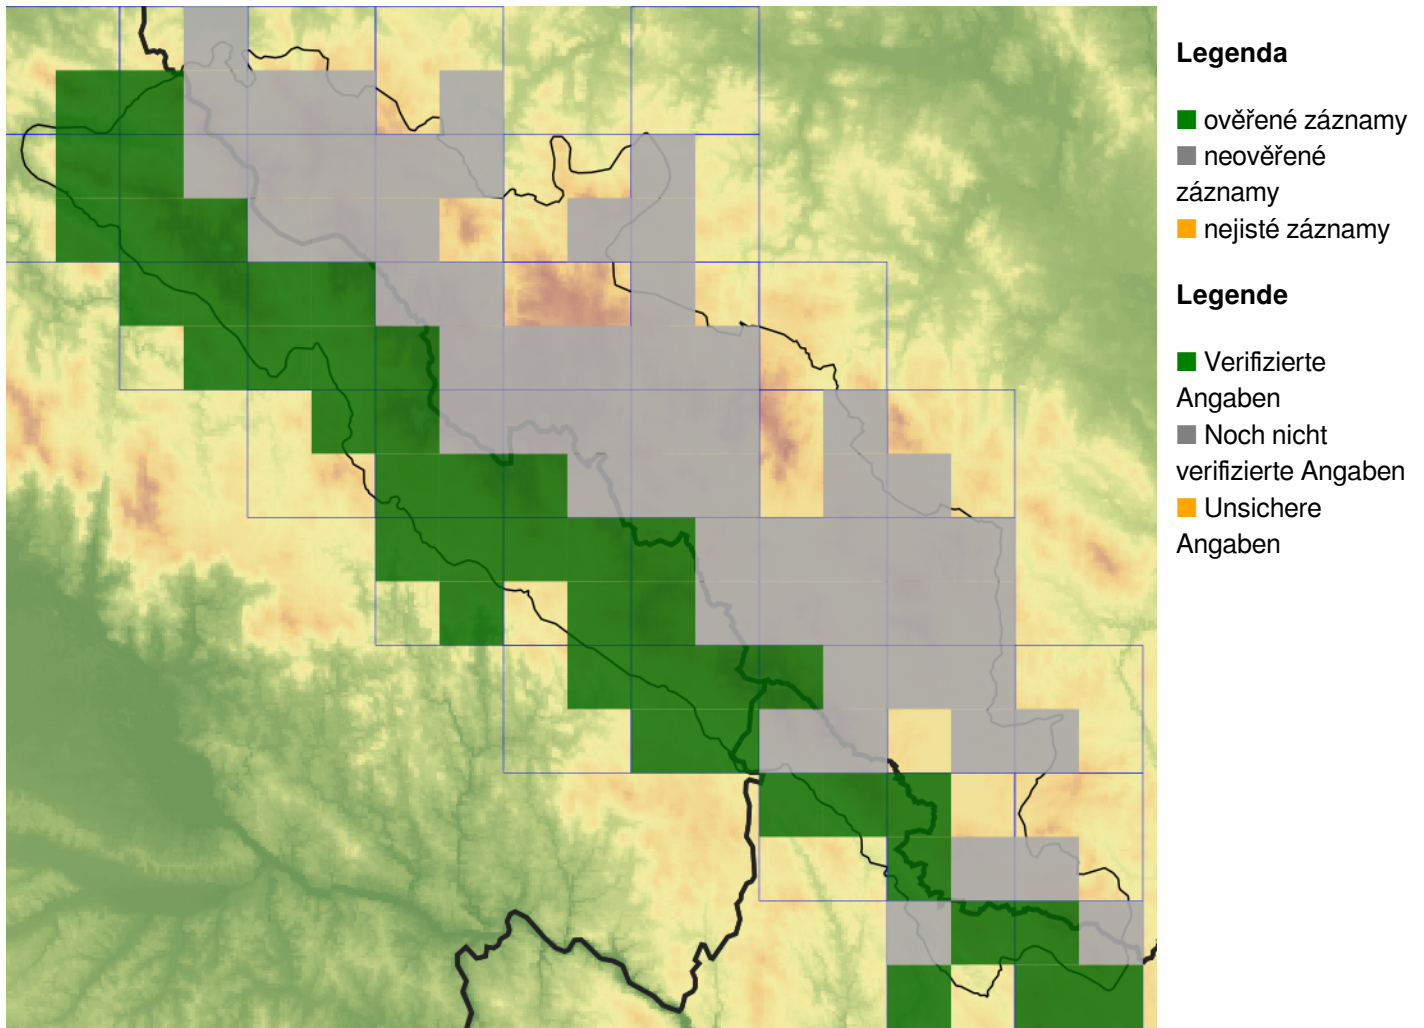 Legenda
ověřené záznamy
neověřené
záznamy
nejisté záznamy
Legende
Verifizierte
Angaben
Noch nicht
verifizierte Angaben
Unsichere
Angaben